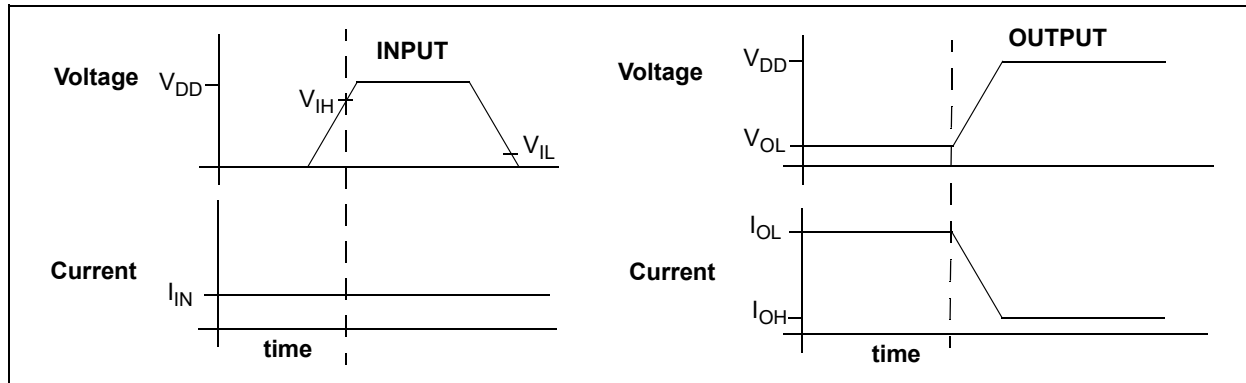 INPUT
Voltage
VDD
VIH
VIL
Current
IIN
time
OUTPUT
Voltage
VDD
VOL
Current
IOL
IOH
time